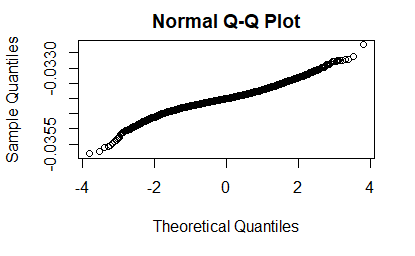 Normal Q-Q Plot
Sample Quantiles
-0.0330
-0.0355
-4
-2
0
2
4
Theoretical Quantiles